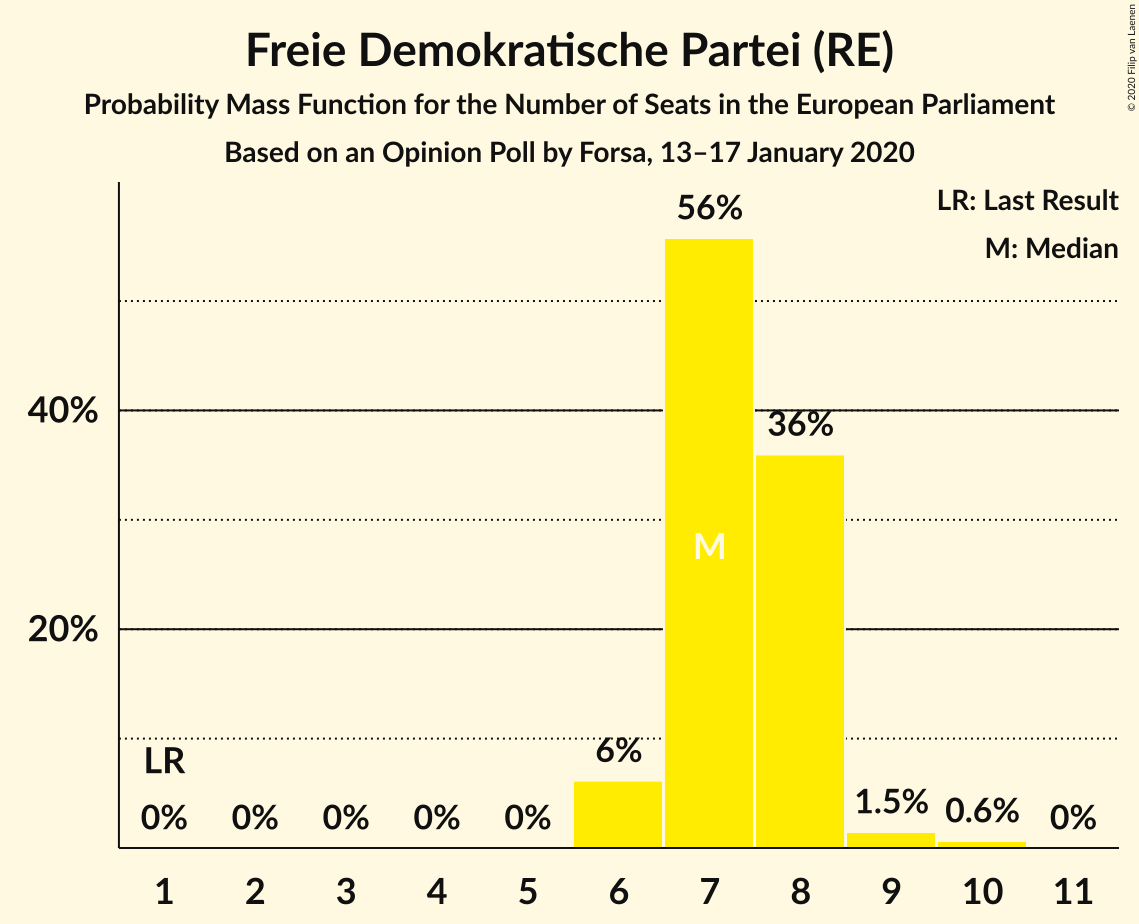 Freie Demokratische Partei (RE)
Probability Mass Function for the Number of Seats in the European Parliament
Based on an Opinion Poll by Forsa, 13–17 January 2020
© 2020 Filip van Laenen
LR: Last Result
M: Median
56%
40%
36%
M
20%
LR
6%
0% 0% 0% 0% 0% 1.5% 0.6% 0%
1 2 3 4 5 6 7 8 9 10 11